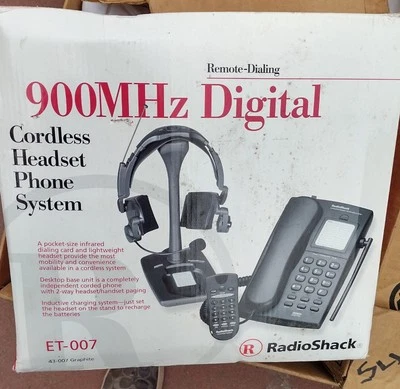 Remote-Dialing
900MHz Digital
Cordless
Headset
Phone
System
A pocket-size infrared
dialing card and lightweight
headset provide the most
mobility and convenience
available in a cordless system.
Desktop base unit is a completely
independent corded phone
with 2-way headset/handset paging
Inductive charging system—just set
the headset on the stand to recharge
the batteries
ET-007
43-007 Graphite
R RadioShack